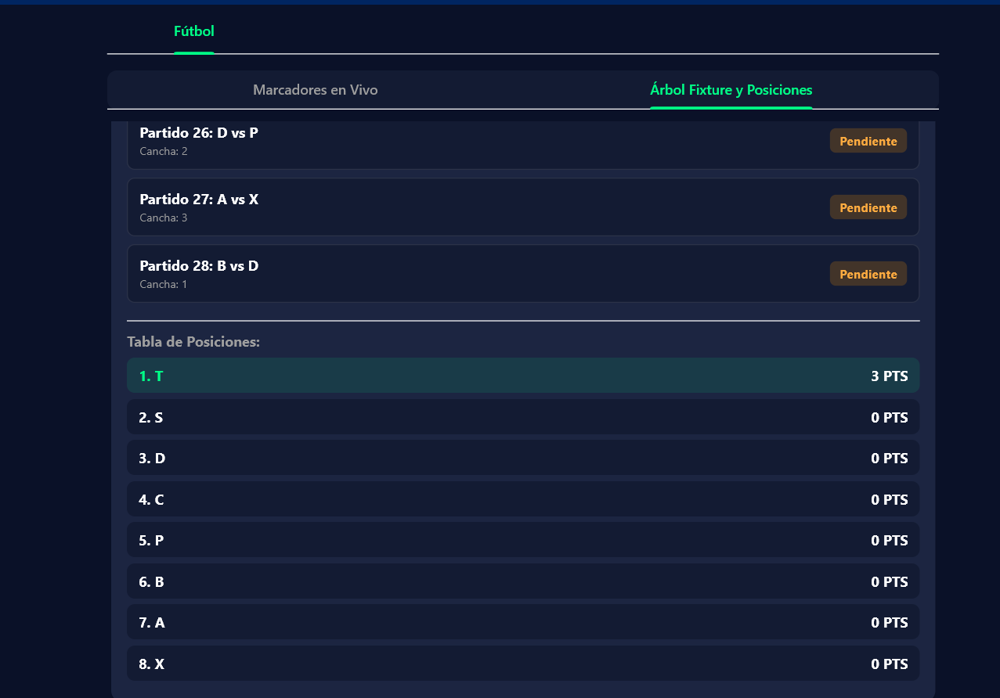 Fútbol
Marcadores en Vivo
Árbol Fixture y Posiciones
Partido 26: D vs P
Cancha: 2
Pendiente
Partido 27: A vs X
Cancha: 3
Pendiente
Partido 28: B vs D
Cancha: 1
Pendiente
Tabla de Posiciones:
1. T 3 PTS
2. S 0 PTS
3. D 0 PTS
4. C 0 PTS
5. P 0 PTS
6. B 0 PTS
7. A 0 PTS
8. X 0 PTS